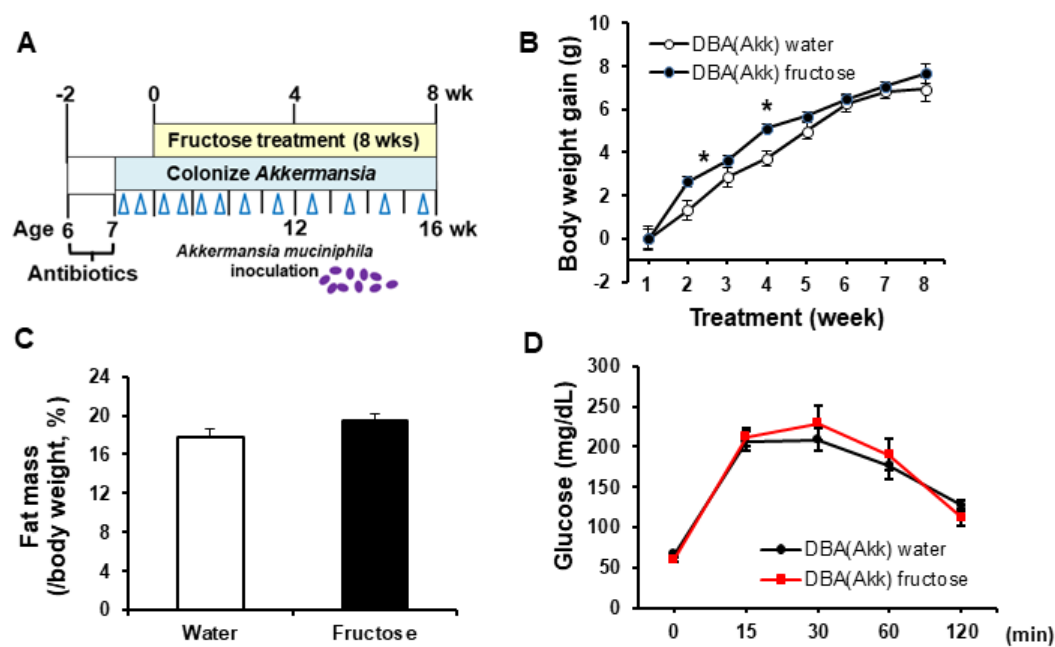 A
-2 0 4 8 wk
Fructose treatment (8 wks)
Colonize Akkermansia
Age 6 7 12 16 wk
Antibiotics
Akkermansia muciniphila
inoculation
B
Body weight gain (g)
10
8
6
4
2
0
-2
DBA(Akk) water
DBA(Akk) fructose
*
*
1 2 3 4 5 6 7 8
Treatment (week)
C
Fat mass
(/body weight, %)
24
20
16
12
8
4
0
Water Fructose
D
Glucose (mg/dL)
300
250
200
150
100
50
0
DBA(Akk) water
DBA(Akk) fructose
0 15 30 60 120 (min)